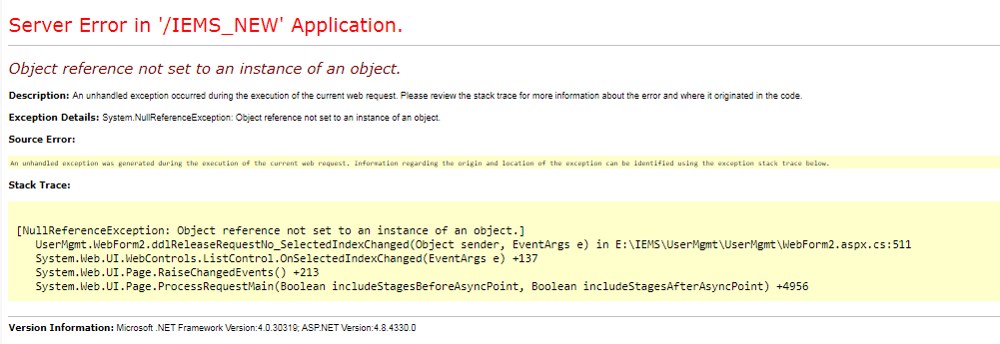 Server Error in '/IEMS_NEW' Application.
Object reference not set to an instance of an object.
Description: An unhandled exception occurred during the execution of the current web request. Please review the stack trace for more information about the error and where it originated in the code.
Exception Details: System.NullReferenceException: Object reference not set to an instance of an object.
Source Error:
An unhandled exception was generated during the execution of the current web request. Information regarding the origin and location of the exception can be identified using the exception stack trace below.
Stack Trace:
[NullReferenceException: Object reference not set to an instance of an object.]
UserMgmt.WebForm2.ddlReleaseRequestNo_SelectedIndexChanged(Object sender, EventArgs e) in E:\IEMS\UserMgmt\UserMgmt\WebForm2.aspx.cs:511
System.Web.UI.WebControls.ListControl.OnSelectedIndexChanged(EventArgs e) +137
System.Web.UI.Page.RaiseChangedEvents() +213
System.Web.UI.Page.ProcessRequestMain(Boolean includeStagesBeforeAsyncPoint, Boolean includeStagesAfterAsyncPoint) +4956
Version Information: Microsoft .NET Framework Version:4.0.30319; ASP.NET Version:4.8.4330.0